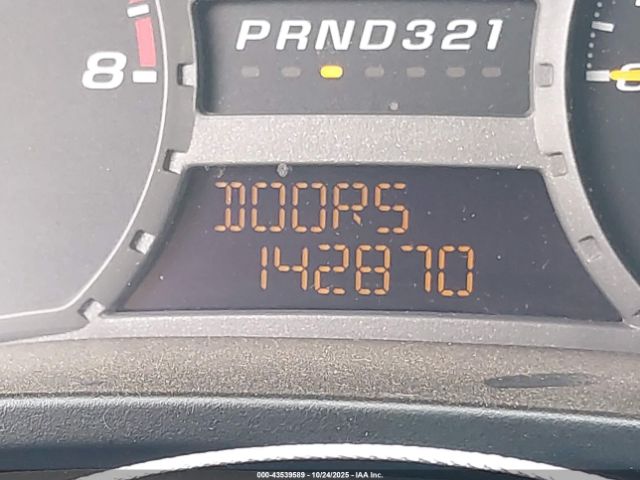 PRND321
8
DOORS
142870
000-43539589 - 10/24/2025 - IAA Inc.